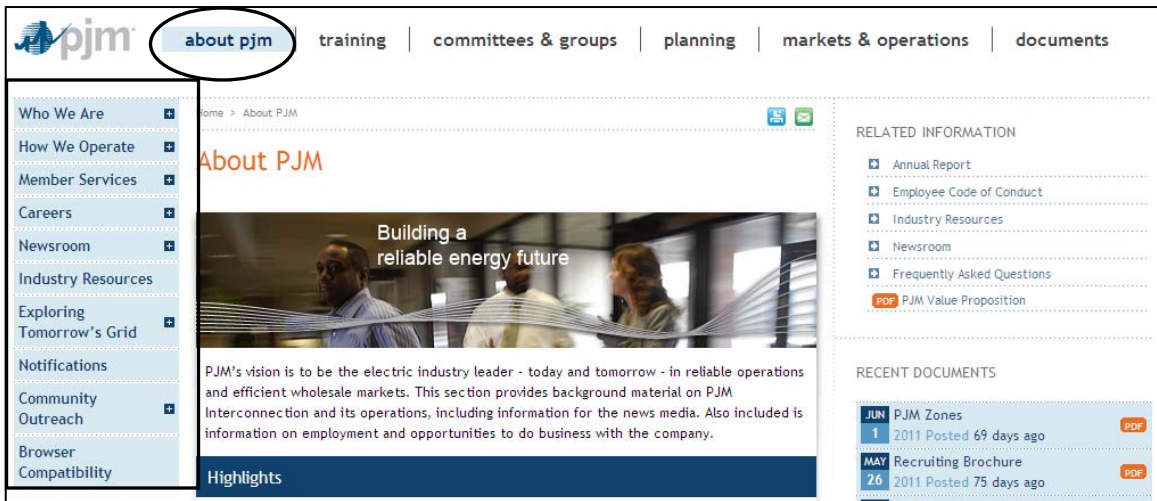 pjm
about pjm
training
committees & groups
planning
markets & operations
documents
Who We Are
How We Operate
Member Services
Careers
Newsroom
Industry Resources
Exploring
Tomorrow's Grid
Notifications
Community
Outreach
Browser
Compatibility
Home > About PJM
About PJM
Building a
reliable energy future
PJM's vision is to be the electric industry leader - today and tomorrow - in reliable operations
and efficient wholesale markets. This section provides background material on PJM
Interconnection and its operations, including information for the news media. Also included is
information on employment and opportunities to do business with the company.
Highlights
RELATED INFORMATION
Annual Report
Employee Code of Conduct
Industry Resources
Newsroom
Frequently Asked Questions
PDF PJM Value Proposition
RECENT DOCUMENTS
JUN PJM Zones
1 2011 Posted 69 days ago PDF
MAY Recruiting Brochure
26 2011 Posted 75 days ago PDF